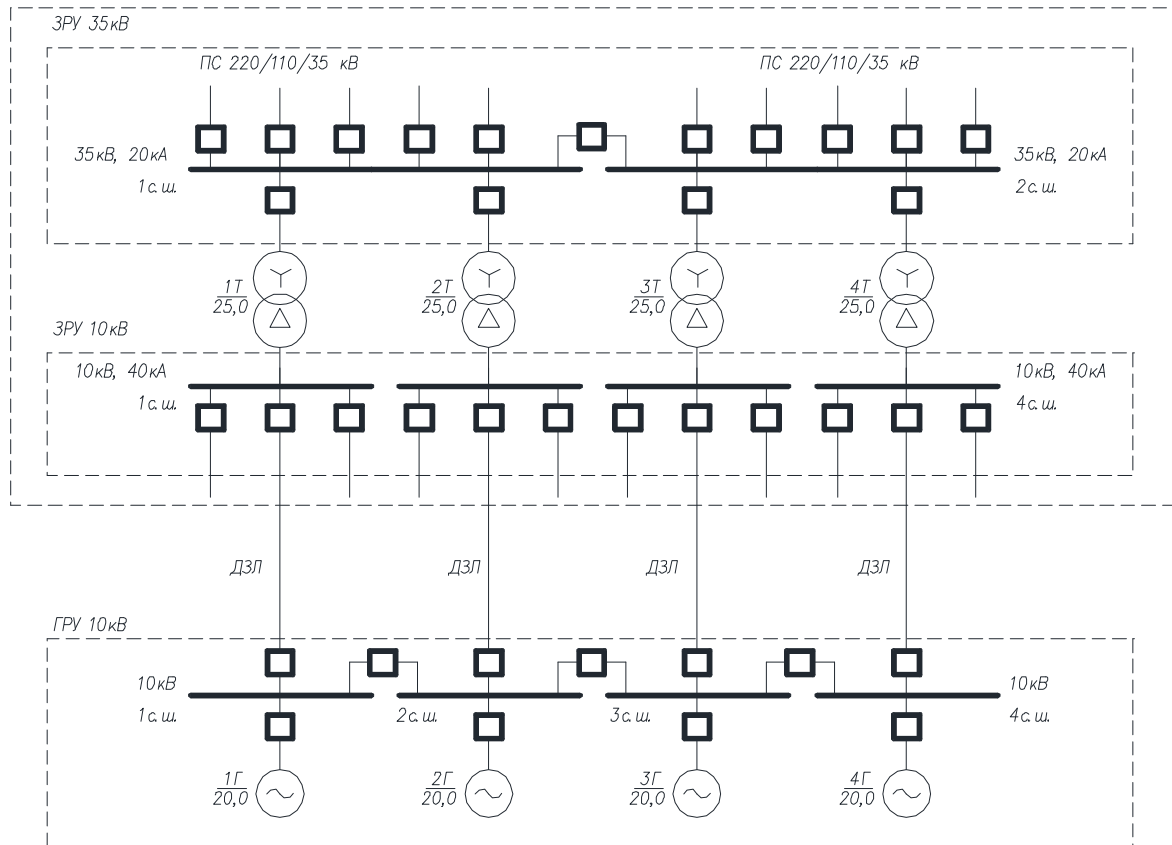 ЗРУ 35кВ
ПС 220/110/35 кВ
ПС 220/110/35 кВ
35кВ, 20кА
1с.ш.
35кВ, 20кА
2с.ш.
1Т
25,0
2Т
25,0
3Т
25,0
4Т
25,0
ЗРУ 10кВ
10кВ, 40кА
1с.ш.
10кВ, 40кА
4с.ш.
ДЗЛ
ДЗЛ
ДЗЛ
ДЗЛ
ГРУ 10кВ
10кВ
1с.ш.
2с.ш.
3с.ш.
10кВ
4с.ш.
1Г
20,0
2Г
20,0
3Г
20,0
4Г
20,0